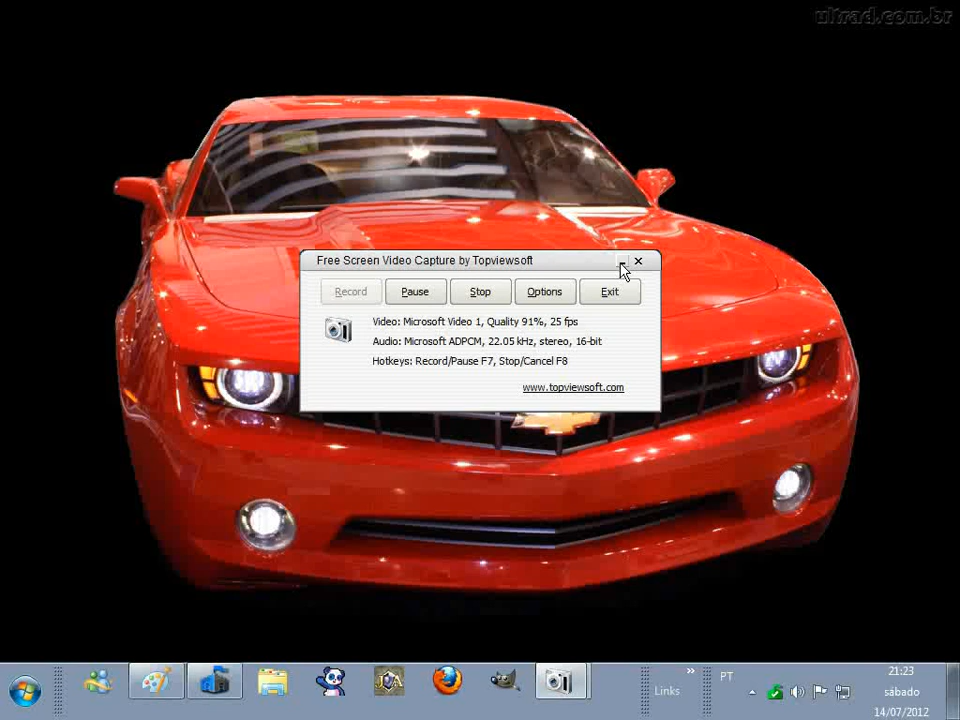 ultrad.com.br
Free Screen Video Capture by Topviewsoft
Record Pause Stop Options Exit
Video: Microsoft Video 1, Quality 91%, 25 fps
Audio: Microsoft ADPCM, 22.05 kHz, stereo, 16-bit
Hotkeys: Record/Pause F7, Stop/Cancel F8
www.topviewsoft.com
21:23
PT
Links
sábado
14/07/2012